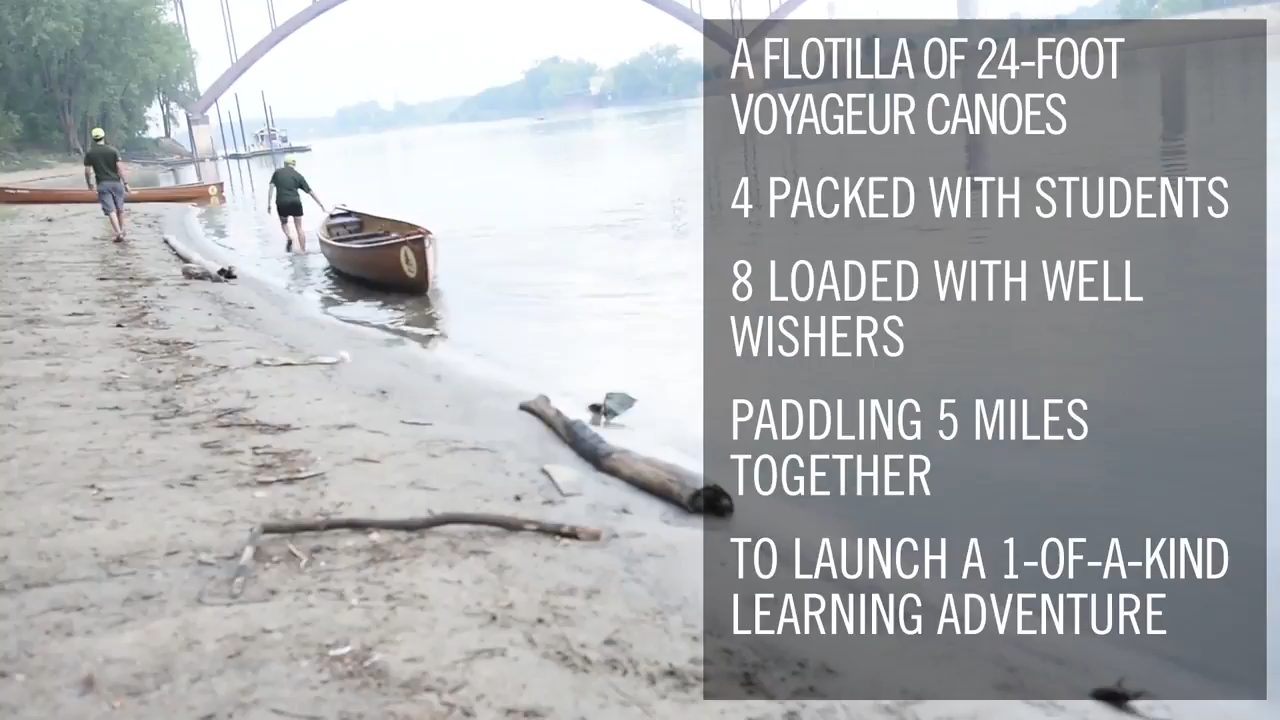 A FLOTILLA OF 24-FOOT
VOYAGEUR CANOES
4 PACKED WITH STUDENTS
8 LOADED WITH WELL
WISHERS
PADDLING 5 MILES
TOGETHER
TO LAUNCH A 1-OF-A-KIND
LEARNING ADVENTURE